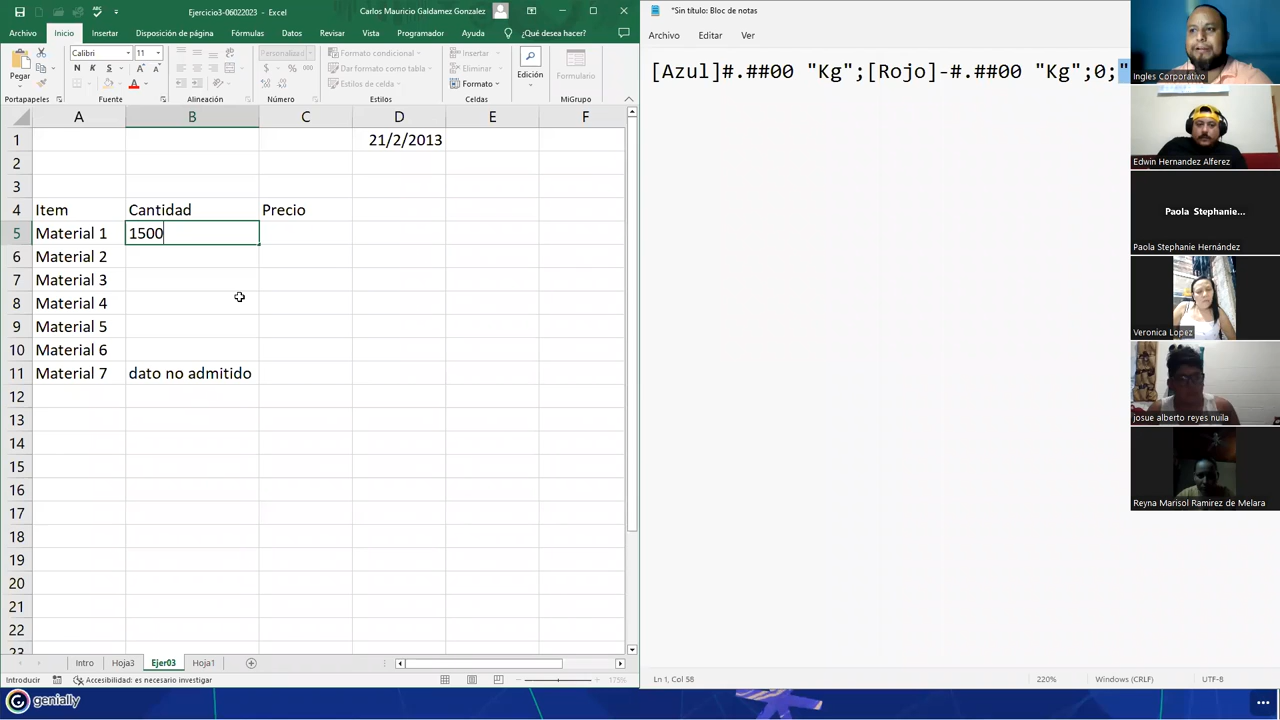 Ejercicio3-06022023 - Excel
Carlos Mauricio Galdamez Gonzalez
Archivo Inicio Insertar Disposición de página Fórmulas Datos Revisar Vista Programador Ayuda ¿Qué desea hacer?
Pegar
Calibri 11
N K S
Personalizad
Formato condicional
Dar formato como tabla
Estilos de celda
Insertar
Eliminar
Formato
Edición
Formulario
Portapapeles Fuente Alineación Número Estilos Celdas MiGrupo
A B C D E F
1 21/2/2013
2
3
4 Item Cantidad Precio
5 Material 1 1500
6 Material 2
7 Material 3
8 Material 4
9 Material 5
10 Material 6
11 Material 7 dato no admitido
12
13
14
15
16
17
18
19
20
21
22
23
Intro Hoja3 Ejer03 Hoja1
Introducir Accesibilidad: es necesario investigar 175%
genially
*Sin título: Bloc de notas
Archivo Editar Ver
[Azul]#.##00 "Kg";[Rojo]-#.##00 "Kg";0;"
Ln 1, Col 58 220% Windows (CRLF) UTF-8
Ingles Corporativo
Edwin Hernandez Alferez
Paola Stephanie...
Paola Stephanie Hernández
Veronica Lopez
josue alberto reyes nuila
Reyna Marisol Ramirez de Melara